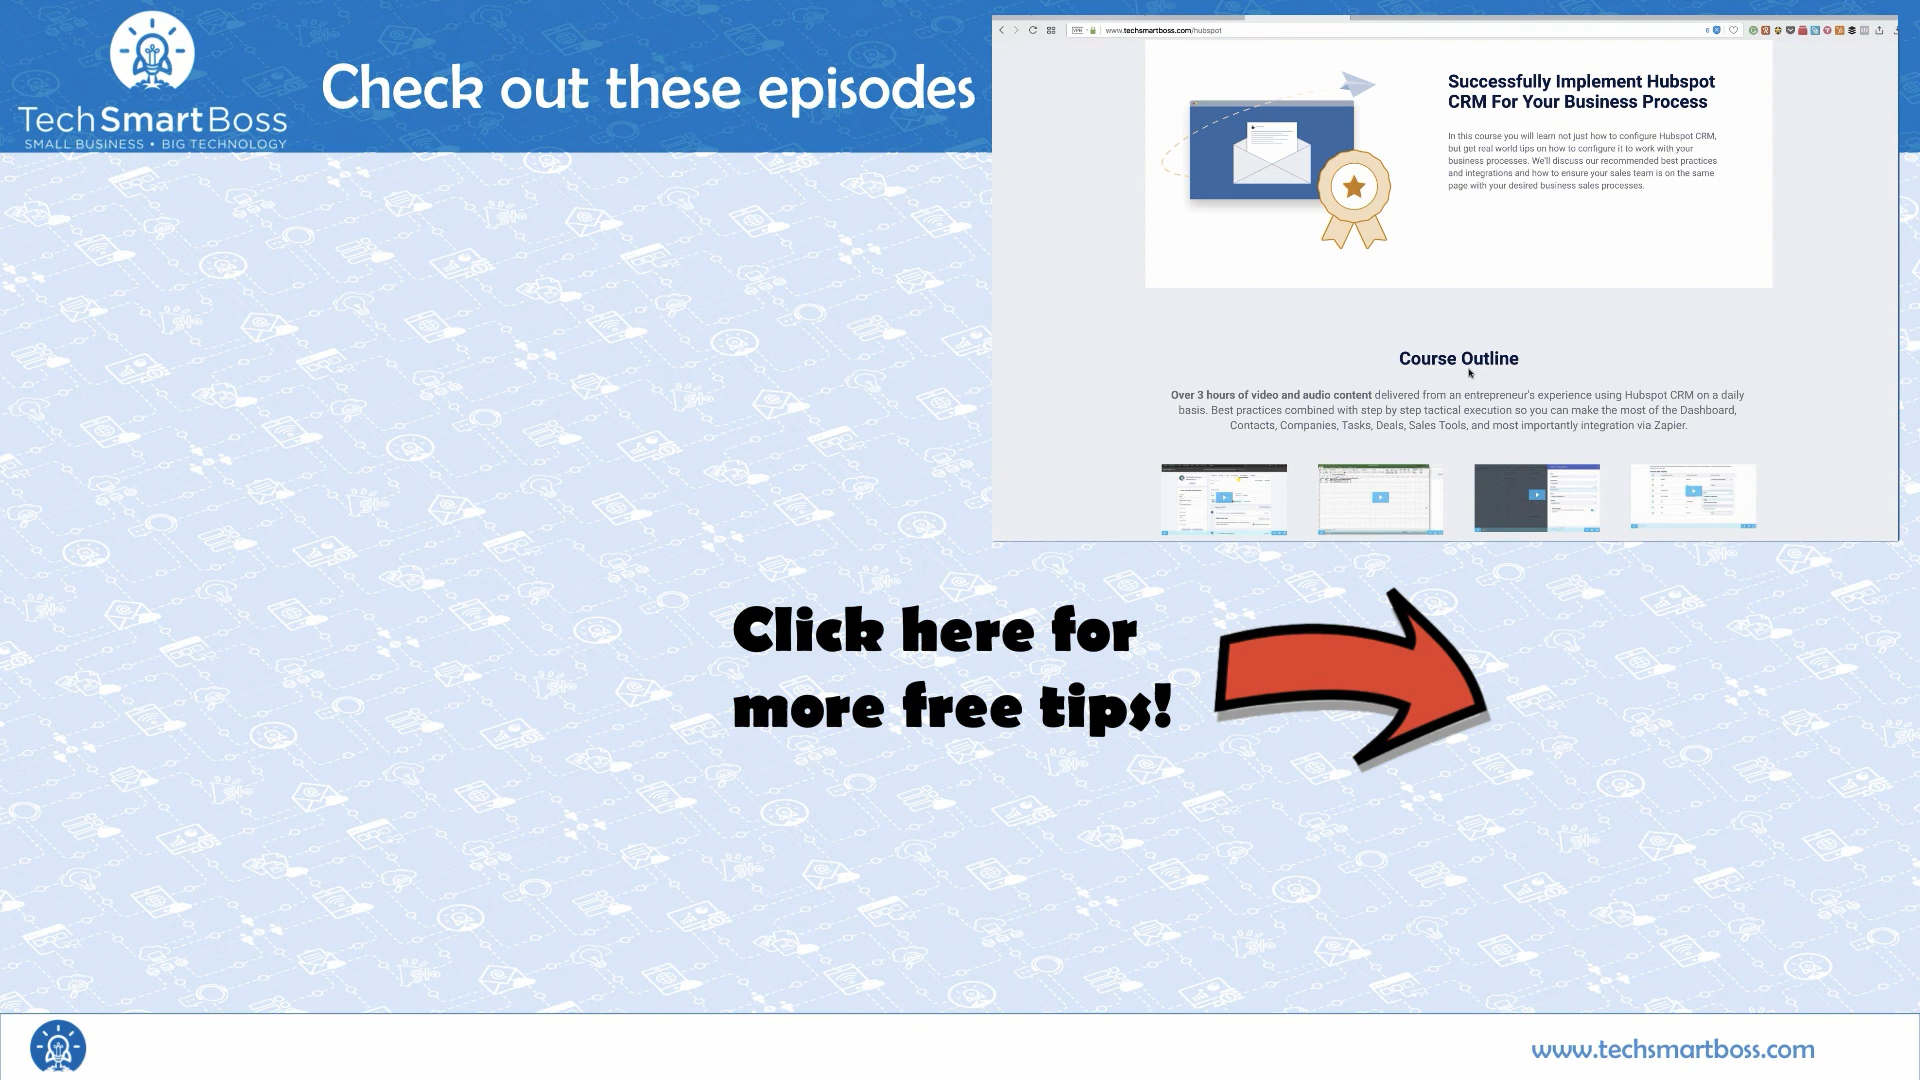 TechSmartBoss
SMALL BUSINESS • BIG TECHNOLOGY
Check out these episodes
www.techsmartboss.com/hubspot
Successfully Implement Hubspot
CRM For Your Business Process
In this course you will learn not just how to configure Hubspot CRM,
but get real world tips on how to configure it to work with your
business processes. We'll discuss our recommended best practices
and integrations and how to ensure your sales team is on the same
page with your desired business sales processes.
Course Outline
Over 3 hours of video and audio content delivered from an entrepreneur's experience using Hubspot CRM on a daily
basis. Best practices combined with step by step tactical execution so you can make the most of the Dashboard,
Contacts, Companies, Tasks, Deals, Sales Tools, and most importantly integration via Zapier.
Click here for
more free tips!
www.techsmartboss.com